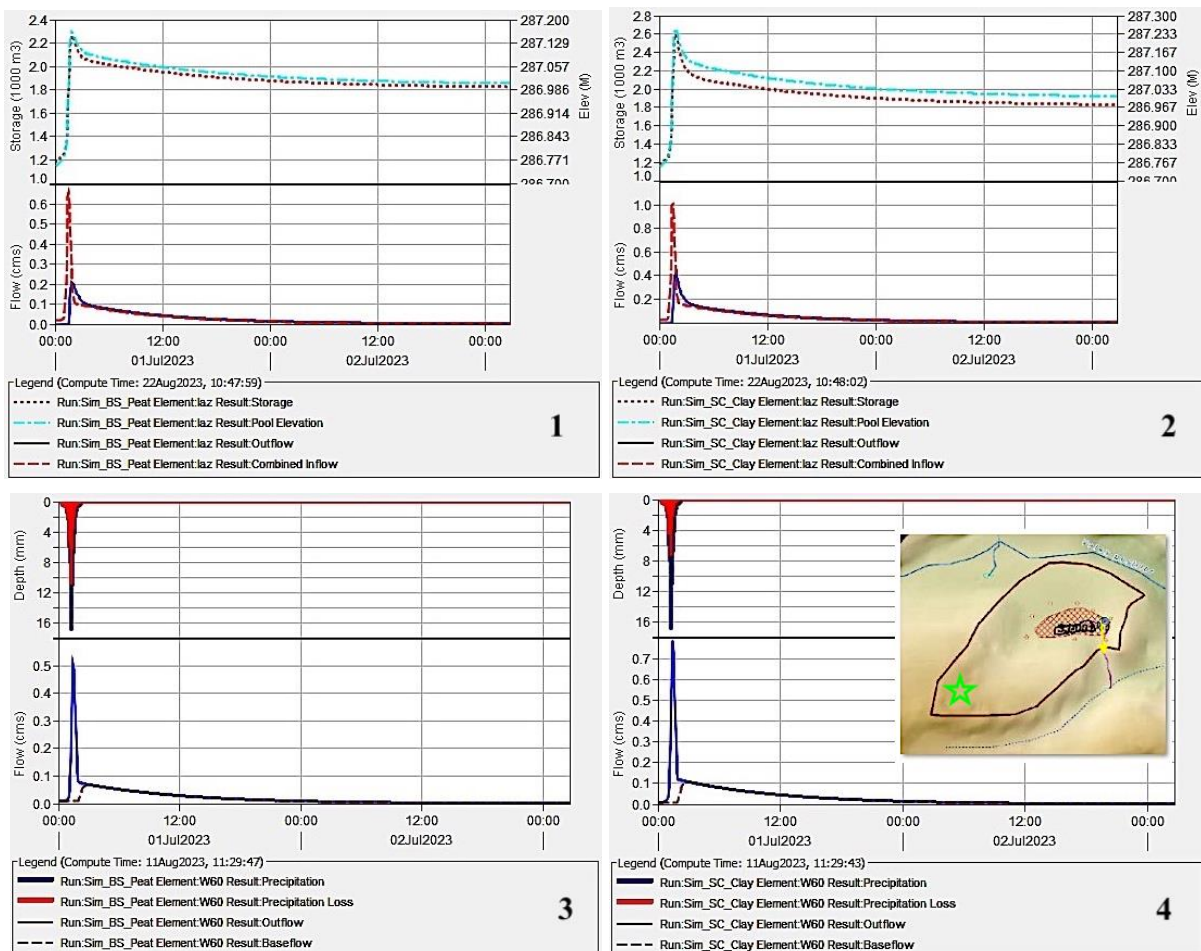 2.4
2.2
2.0
1.8
1.6
1.4
1.2
1.0
Storage (1000 m3)
287.200
287.129
287.057
286.986
286.914
286.843
286.771
286.700
Elev (M)
0.6
0.5
0.4
0.3
0.2
0.1
0.0
Flow (cms)
00:00 12:00 00:00 12:00 00:00
01Jul2023 02Jul2023
Legend (Compute Time: 22Aug2023, 10:47:59)
Run:Sim_BS_Peat Element:laz Result:Storage
Run:Sim_BS_Peat Element:laz Result:Pool Elevation
Run:Sim_BS_Peat Element:laz Result:Outflow
Run:Sim_BS_Peat Element:laz Result:Combined Inflow
1
2.8
2.6
2.4
2.2
2.0
1.8
1.6
1.4
1.2
1.0
Storage (1000 m3)
287.300
287.233
287.167
287.100
287.033
286.967
286.900
286.833
286.767
286.700
Elev (M)
1.0
0.8
0.6
0.4
0.2
Flow (cms)
00:00 12:00 00:00 12:00 00:00
01Jul2023 02Jul2023
Legend (Compute Time: 22Aug2023, 10:48:02)
Run:Sim_SC_Clay Element:laz Result:Storage
Run:Sim_SC_Clay Element:laz Result:Pool Elevation
Run:Sim_SC_Clay Element:laz Result:Outflow
Run:Sim_SC_Clay Element:laz Result:Combined Inflow
2
0
4
8
12
16
Depth (mm)
0.5
0.4
0.3
0.2
0.1
0.0
Flow (cms)
00:00 12:00 00:00 12:00 00:00
01Jul2023 02Jul2023
Legend (Compute Time: 11Aug2023, 11:29:47)
Run:Sim_BS_Peat Element:W60 Result:Precipitation
Run:Sim_BS_Peat Element:W60 Result:Precipitation Loss
Run:Sim_BS_Peat Element:W60 Result:Outflow
Run:Sim_BS_Peat Element:W60 Result:Baseflow
3
0
4
8
12
16
Depth (mm)
0.7
0.6
0.5
0.4
0.3
0.2
0.1
0.0
Flow (cms)
00:00 12:00 00:00 12:00 00:00
01Jul2023 02Jul2023
Legend (Compute Time: 11Aug2023, 11:29:43)
Run:Sim_SC_Clay Element:W60 Result:Precipitation
Run:Sim_SC_Clay Element:W60 Result:Precipitation Loss
Run:Sim_SC_Clay Element:W60 Result:Outflow
Run:Sim_SC_Clay Element:W60 Result:Baseflow
4